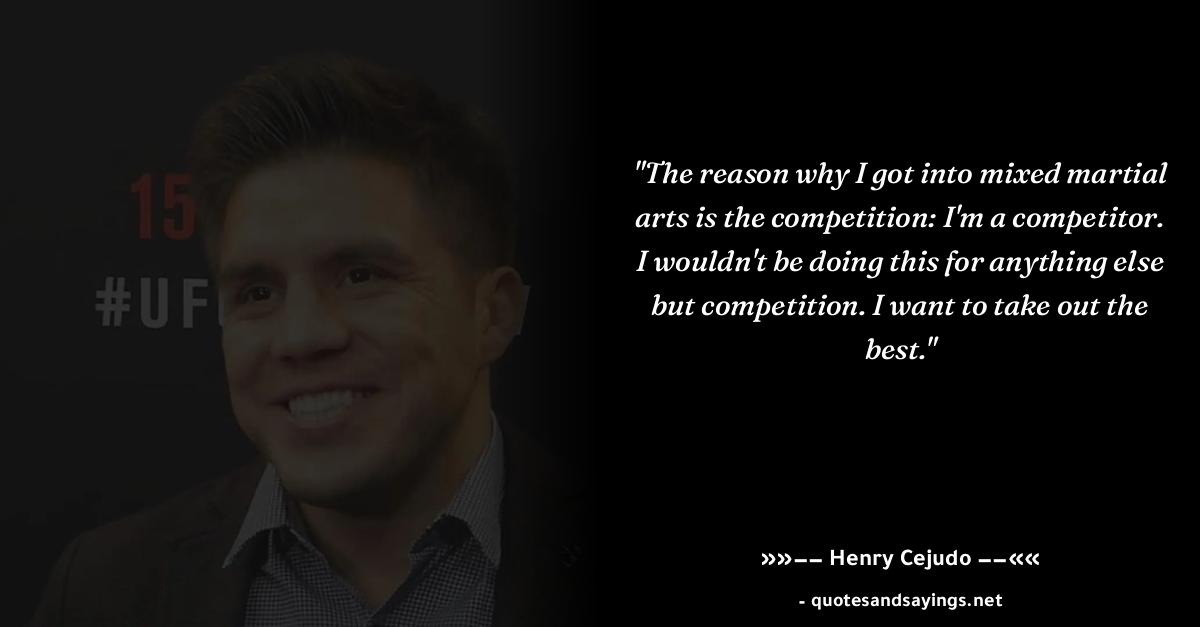 15
#UF
"The reason why I got into mixed martial
arts is the competition: I'm a competitor.
I wouldn't be doing this for anything else
but competition. I want to take out the
best."
»»–– Henry Cejudo ––««
- quotesandsayings.net